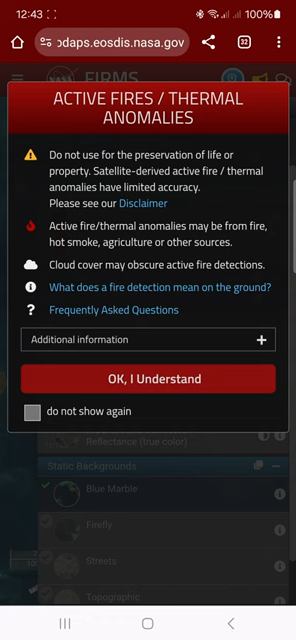 12:43
100%
odaps.eosdis.nasa.gov
32
FIRMS
ACTIVE FIRES / THERMAL
ANOMALIES
Do not use for the preservation of life or
property. Satellite-derived active fire / thermal
anomalies have limited accuracy.
Please see our Disclaimer
Active fire/thermal anomalies may be from fire,
hot smoke, agriculture or other sources.
Cloud cover may obscure active fire detections.
What does a fire detection mean on the ground?
Frequently Asked Questions
Additional information
OK, I Understand
do not show again
Reflectance (true color)
Static Backgrounds
Blue Marble
Firefly
Streets
Topographic